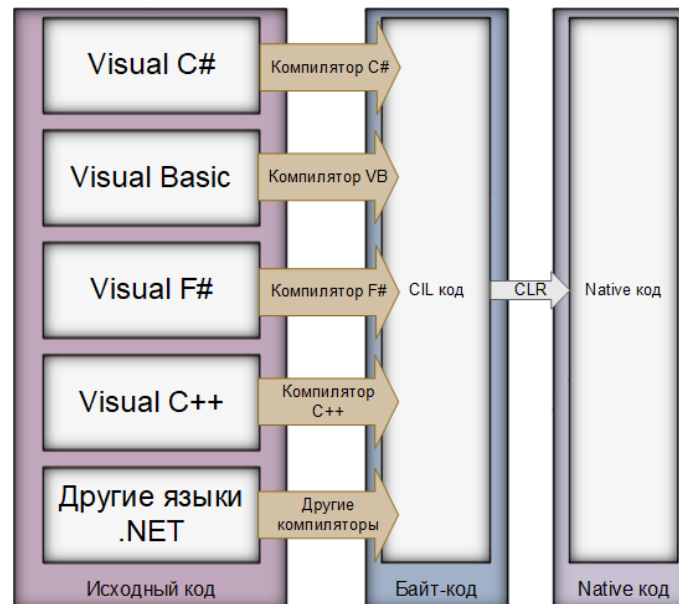 Visual C#
Компилятор C#
Visual Basic
Компилятор VB
Visual F#
Компилятор F#
CIL код
CLR
Native код
Visual C++
Компилятор
C++
Другие языки
.NET
Другие
компиляторы
Исходный код
Байт-код
Native код